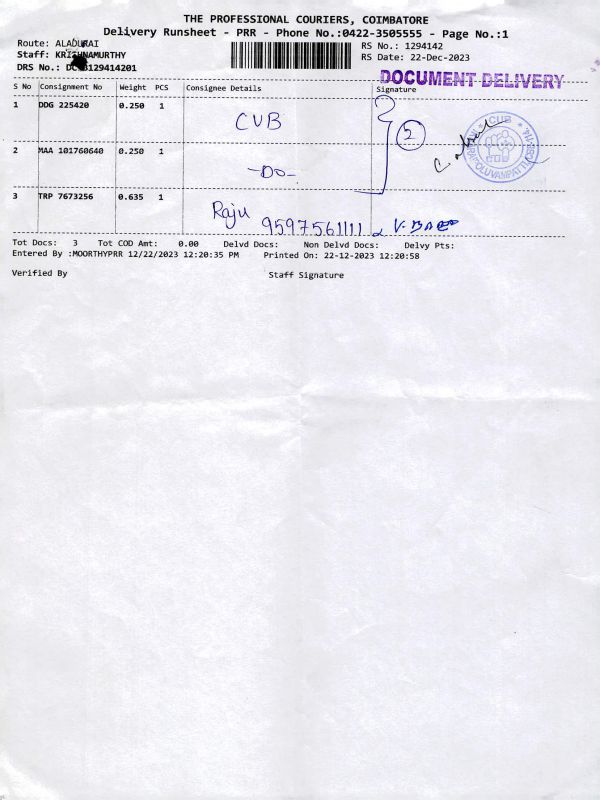 THE PROFESSIONAL COURIERS, COIMBATORE
Delivery Runsheet - PRR - Phone No.:0422-3505555 - Page No.:1
Route: ALADURAI
Staff: KRISHNAMURTHY
DRS No.: 3129414201
RS No.: 1294142
RS Date: 22-Dec-2023
DOCUMENT DELIVERY
S No Consignment No Weight PCS Consignee Details Signature
1 DDG 225420 0.250 1 CUB
2
CUB
2 MAA 101760640 0.250 1 -Do-
3 TRP 7673256 0.635 1 Raju
9597561111
Tot Docs: 3 Tot COD Amt: 0.00 Delvd Docs: Non Delvd Docs: Delvy Pts:
Entered By :MOORTHYPRR 12/22/2023 12:20:35 PM Printed On: 22-12-2023 12:20:58
Verified By Staff Signature